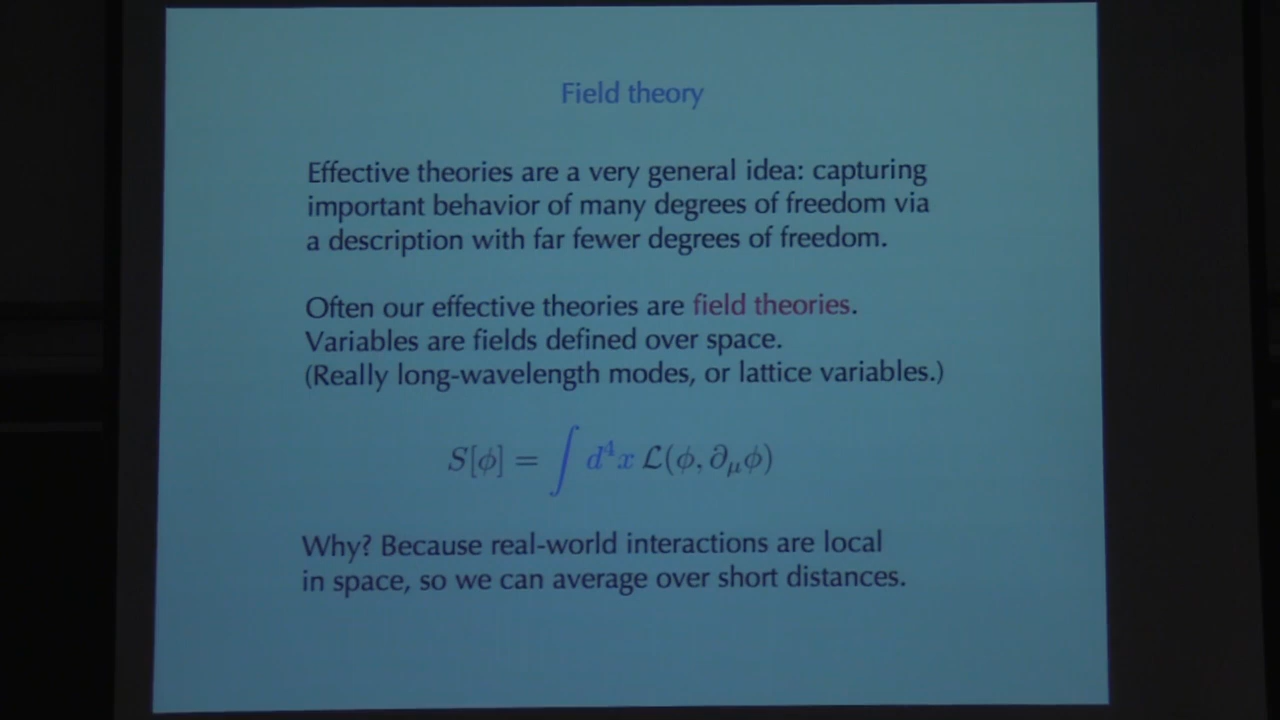 Field theory
Effective theories are a very general idea: capturing
important behavior of many degrees of freedom via
a description with far fewer degrees of freedom.
Often our effective theories are field theories.
Variables are fields defined over space.
(Really long-wavelength modes, or lattice variables.)
S[ϕ] = ∫ d⁴x ℒ(ϕ, ∂_μϕ)
Why? Because real-world interactions are local
in space, so we can average over short distances.